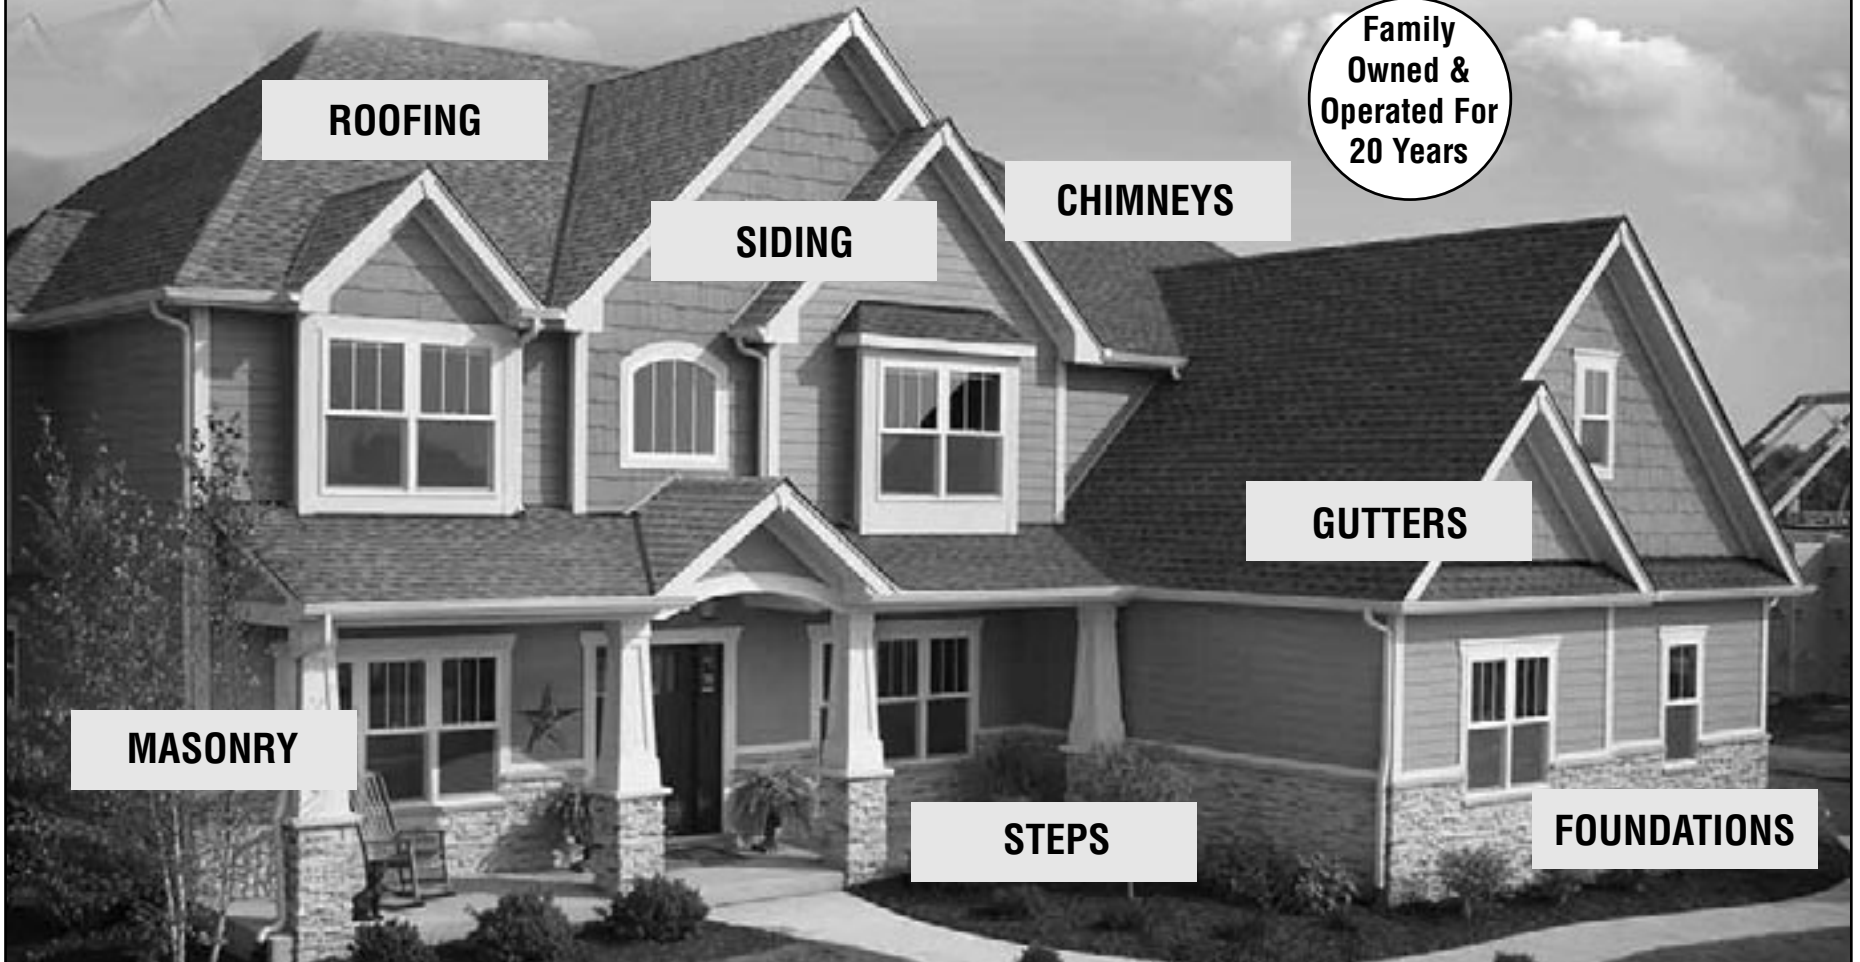 Family
Owned &
Operated For
20 Years
ROOFING
CHIMNEYS
SIDING
GUTTERS
MASONRY
STEPS
FOUNDATIONS